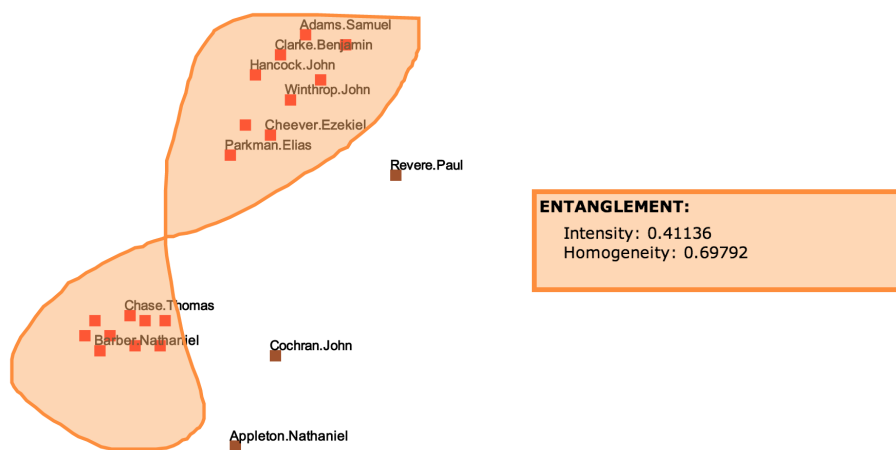 Adams.Samuel
Clarke.Benjamin
Hancock.John
Winthrop.John
Cheever.Ezekiel
Parkman.Elias
Revere.Paul
ENTANGLEMENT:
Intensity: 0.41136
Homogeneity: 0.69792
Chase.Thomas
Barber.Nathaniel
Cochran.John
Appleton.Nathaniel